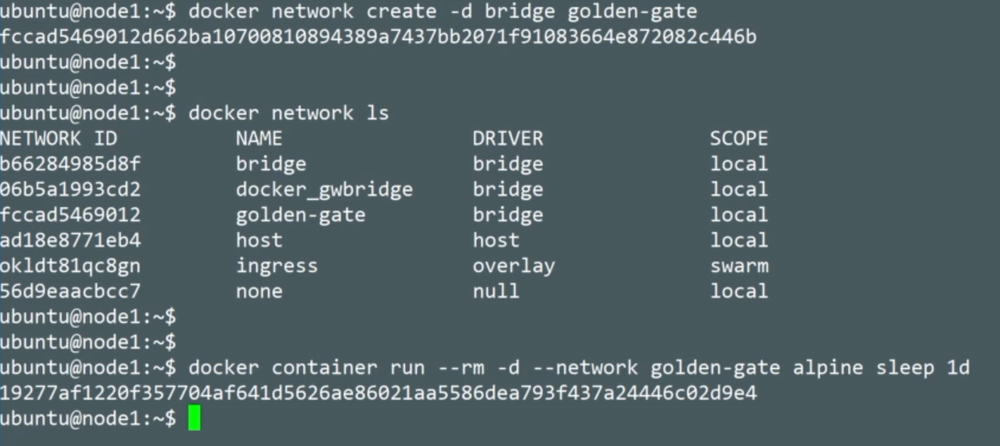 ubuntu@node1:~$ docker network create -d bridge golden-gate
fccad5469012d662ba10700810894389a7437bb2071f91083664e872082c446b
ubuntu@node1:~$
ubuntu@node1:~$
ubuntu@node1:~$ docker network ls
NETWORK ID NAME DRIVER SCOPE
b66284985d8f bridge bridge local
06b5a1993cd2 docker_gwbridge bridge local
fccad5469012 golden-gate bridge local
ad18e8771eb4 host host local
okldt81qc8gn ingress overlay swarm
56d9eaacbcc7 none null local
ubuntu@node1:~$
ubuntu@node1:~$
ubuntu@node1:~$ docker container run --rm -d --network golden-gate alpine sleep 1d
19277af1220f357704af641d5626ae86021aa5586dea793f437a24446c02d9e4
ubuntu@node1:~$